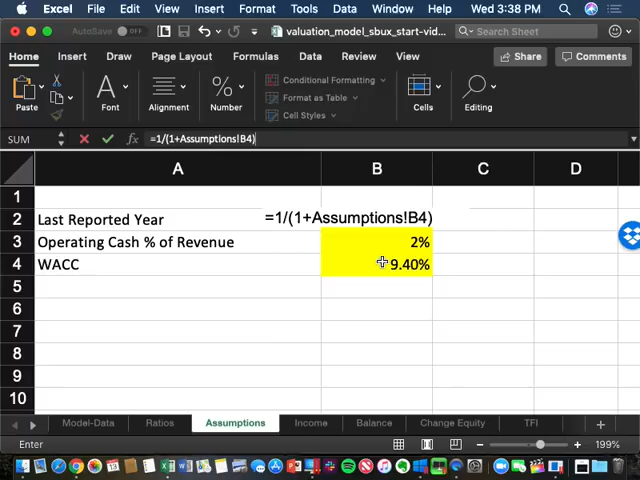 Excel File Edit View Insert Format Tools Data Window Help Wed 3:38 PM
AutoSave OFF valuation_model_sbux_start-vid... Search Sheet
Home Insert Draw Page Layout Formulas Data Review View Share Comments
Paste Font Alignment Number Conditional Formatting Format as Table Cell Styles Cells Editing
SUM fx =1/(1+Assumptions!B4)
A B C D
1
2 Last Reported Year =1/(1+Assumptions!B4)
3 Operating Cash % of Revenue 2%
4 WACC 9.40%
5
6
7
8
9
10
Model-Data Ratios Assumptions Income Balance Change Equity TFI +
Enter 199%